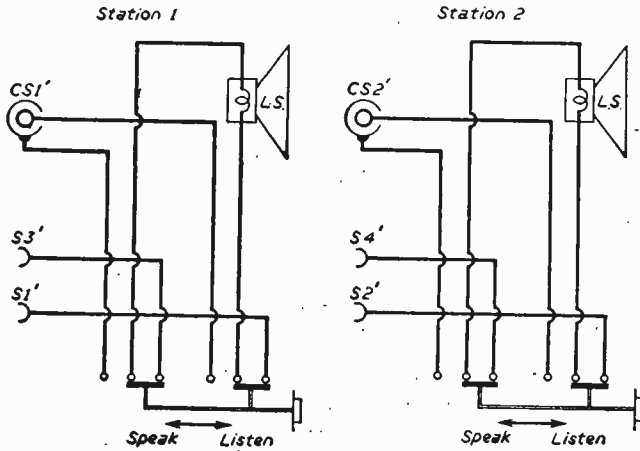 Station 1
Station 2
CS1'
L.S.
CS2'
L.S.
S3'
S4'
S1'
S2'
Speak
Listen
Speak
Listen